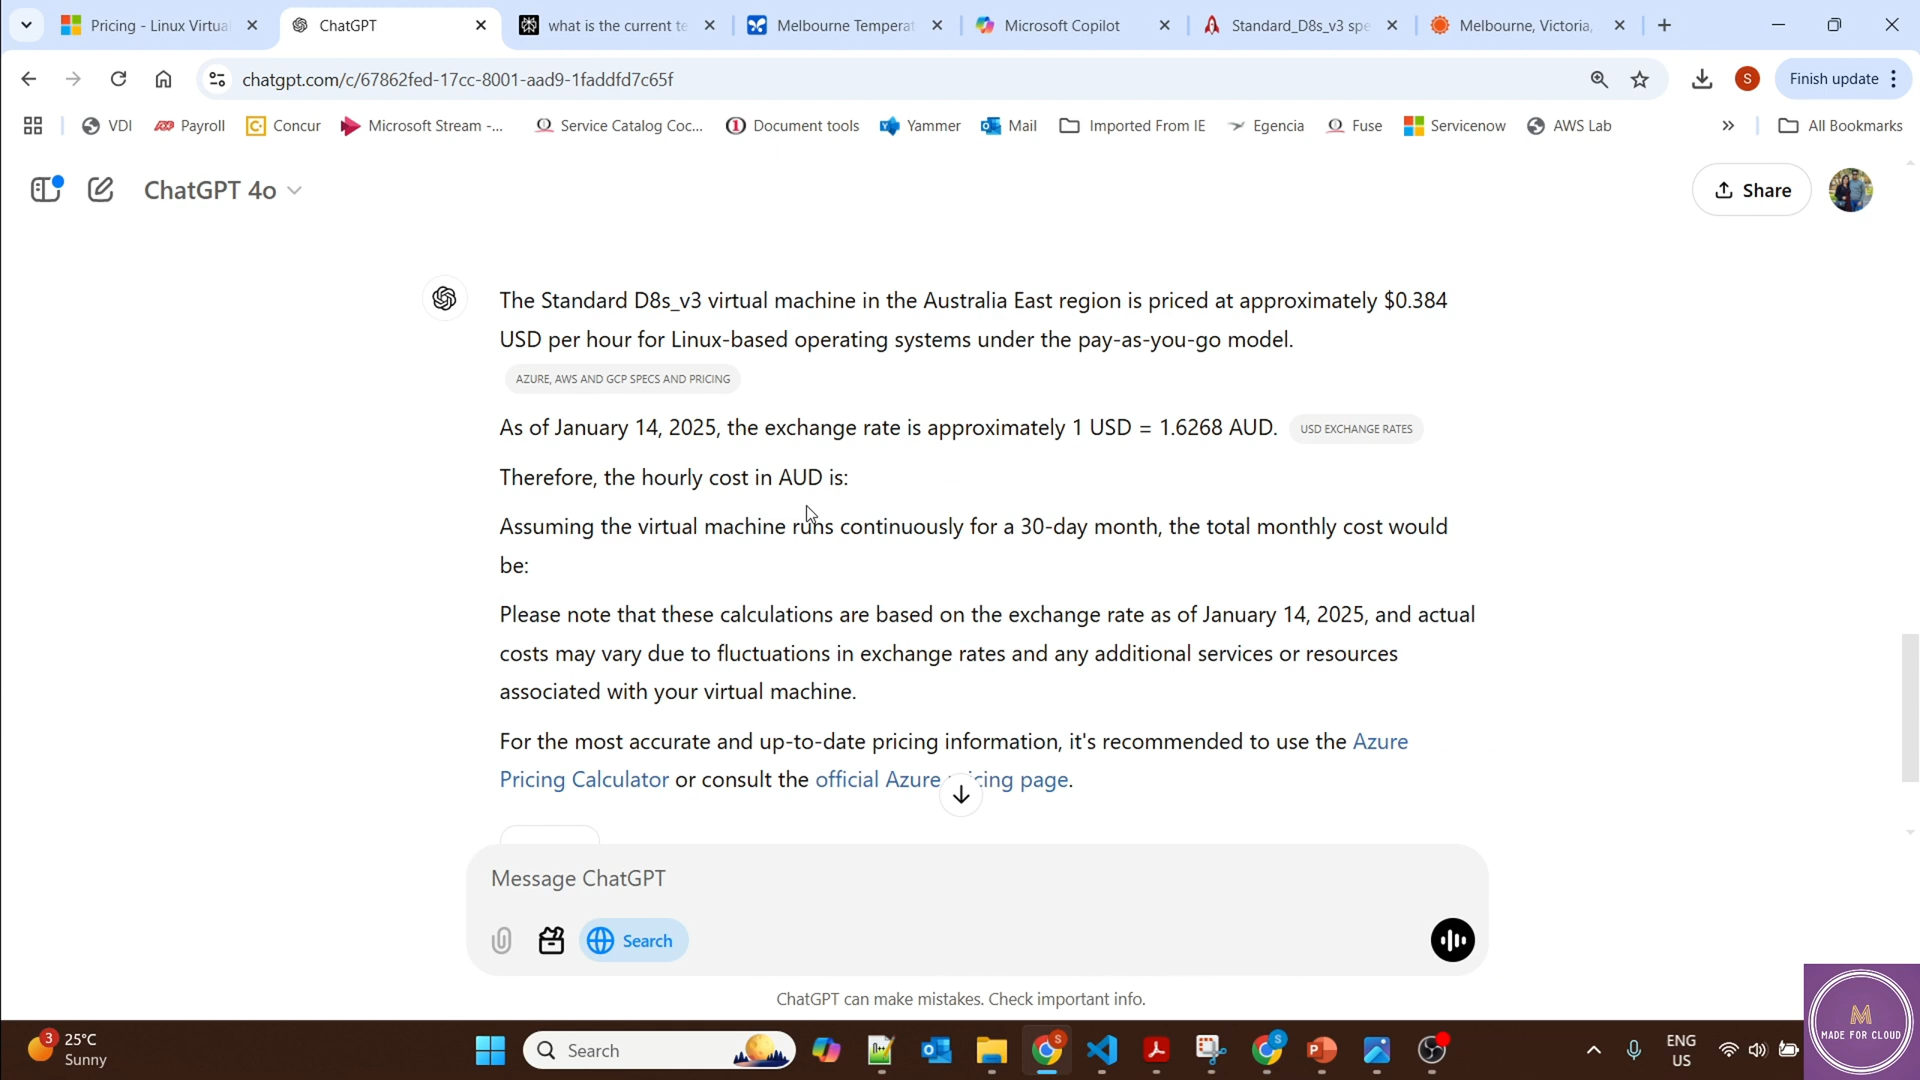 Pricing - Linux Virtua
ChatGPT
what is the current te
Melbourne Temperat
Microsoft Copilot
Standard_D8s_v3 spe
Melbourne, Victoria,
chatgpt.com/c/67862fed-17cc-8001-aad9-1faddfd7c65f
S
Finish update
VDI
Payroll
Concur
Microsoft Stream -...
Service Catalog Coc...
Document tools
Yammer
Mail
Imported From IE
Egencia
Fuse
Servicenow
AWS Lab
All Bookmarks
ChatGPT 4o
Share
The Standard D8s_v3 virtual machine in the Australia East region is priced at approximately $0.384
USD per hour for Linux-based operating systems under the pay-as-you-go model.
AZURE, AWS AND GCP SPECS AND PRICING
As of January 14, 2025, the exchange rate is approximately 1 USD = 1.6268 AUD. USD EXCHANGE RATES
Therefore, the hourly cost in AUD is:
Assuming the virtual machine runs continuously for a 30-day month, the total monthly cost would
be:
Please note that these calculations are based on the exchange rate as of January 14, 2025, and actual
costs may vary due to fluctuations in exchange rates and any additional services or resources
associated with your virtual machine.
For the most accurate and up-to-date pricing information, it's recommended to use the Azure
Pricing Calculator or consult the official Azure pricing page.
Message ChatGPT
Search
ChatGPT can make mistakes. Check important info.
3
25°C
Sunny
Search
ENG
US
M
MADE FOR CLOUD